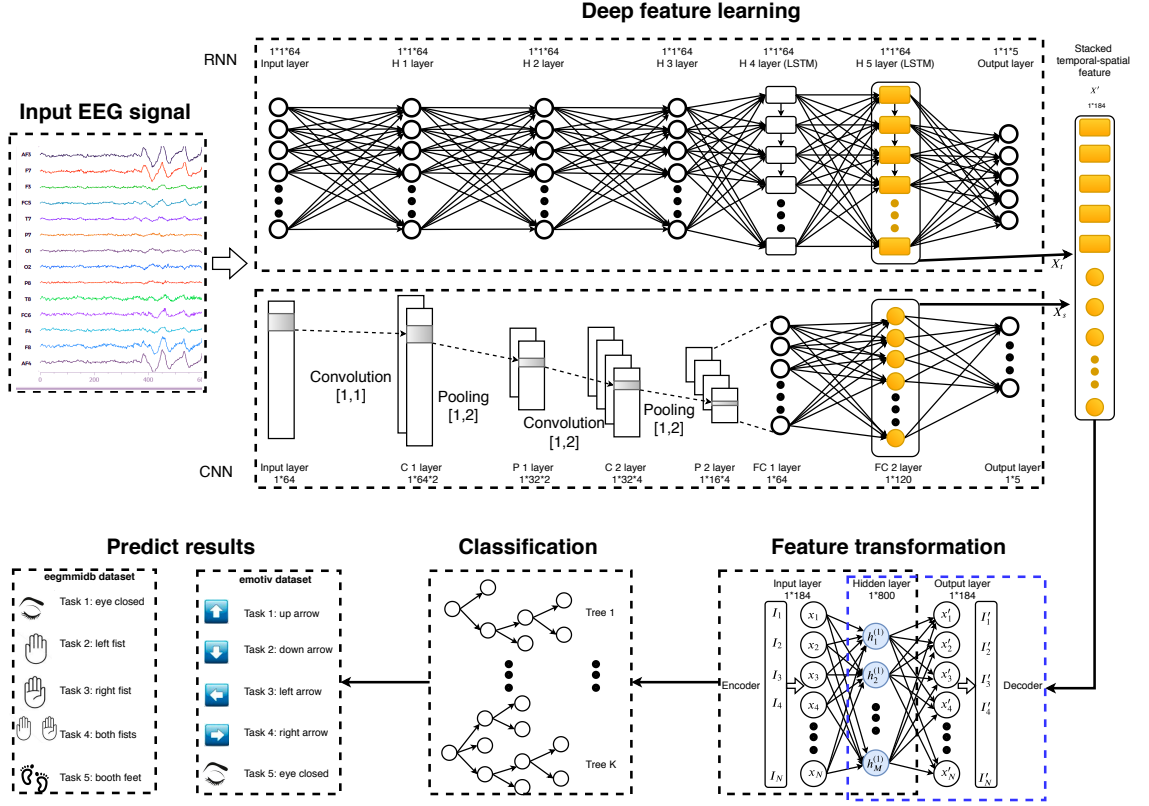 Deep feature learning
RNN
1*1*64
Input layer
1*1*64
H 1 layer
1*1*64
H 2 layer
1*1*64
H 3 layer
1*1*64
H 4 layer (LSTM)
1*1*64
H 5 layer (LSTM)
1*1*5
Output layer
Stacked
temporal-spatial
feature
X'
1*184
Input EEG signal
AF3
F7
F3
FC5
T7
P7
O1
O2
P8
T8
FC6
F4
F8
AF4
0
200
400
X_t
X_s
Convolution
[1,1]
Pooling
[1,2]
Convolution
[1,2]
Pooling
[1,2]
CNN
Input layer
1*64
C 1 layer
1*64*2
P 1 layer
1*32*2
C 2 layer
1*32*4
P 2 layer
1*16*4
FC 1 layer
1*64
FC 2 layer
1*120
Output layer
1*5
Predict results
eegmmidb dataset
Task 1: eye closed
Task 2: left fist
Task 3: right fist
Task 4: both fists
Task 5: booth feet
emotiv dataset
Task 1: up arrow
Task 2: down arrow
Task 3: left arrow
Task 4: right arrow
Task 5: eye closed
Classification
Tree 1
Tree K
Feature transformation
Input layer
1*184
Hidden layer
1*800
Output layer
1*184
Encoder
I_1
I_2
I_3
I_4
I_N
x_1
x_2
x_3
x_4
x_N
h_1^{(1)}
h_2^{(1)}
h_M^{(1)}
x'_1
x'_2
x'_3
x'_4
x'_N
I'_1
I'_2
I'_3
I'_4
I'_N
Decoder